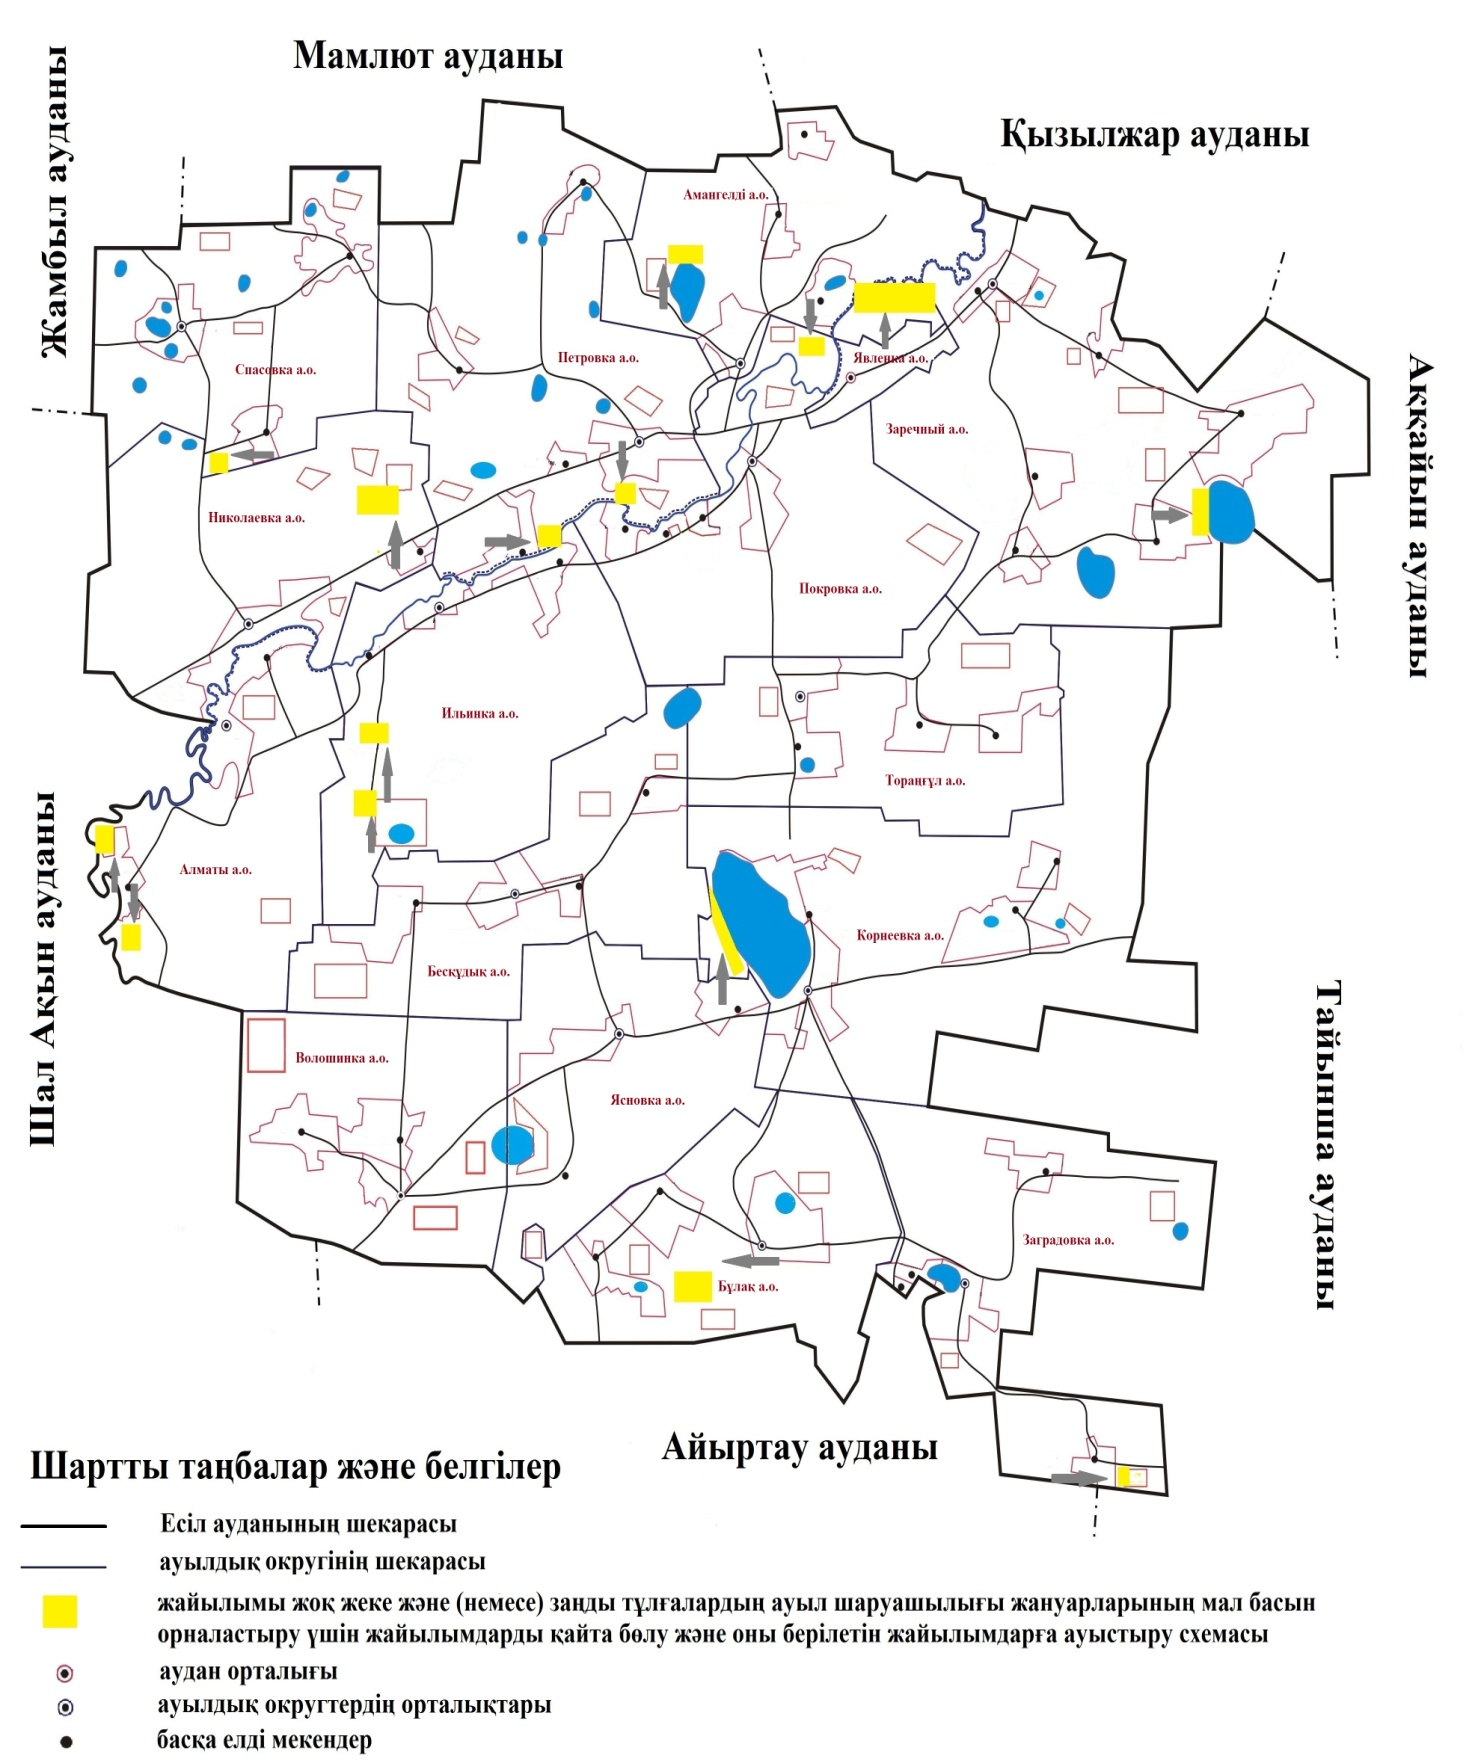 Мамлют ауданы
Қызылжар ауданы
Жамбыл ауданы
Аққайын ауданы
Шал Ақын ауданы
Тайынша ауданы
Айыртау ауданы
Амангелді а.о.
Петровка а.о.
Явленка а.о.
Спасовка а.о.
Заречный а.о.
Николаевка а.о.
Покровка а.о.
Ильинка а.о.
Тораңғұл а.о.
Алматы а.о.
Корнеевка а.о.
Бесқұдық а.о.
Волошинка а.о.
Ясновка а.о.
Заградовка а.о.
Бұлақ а.о.
Шартты таңбалар және белгілер
Есіл ауданының шекарасы
ауылдық округінің шекарасы
жайылымы жоқ жеке және (немесе) заңды тұлғалардың ауыл шаруашылығы жануарларының мал басын
орналастыру үшін жайылымдарды қайта бөлу және оны берілетін жайылымдарға ауыстыру схемасы
аудан орталығы
ауылдық округтердің орталықтары
басқа елді мекендер